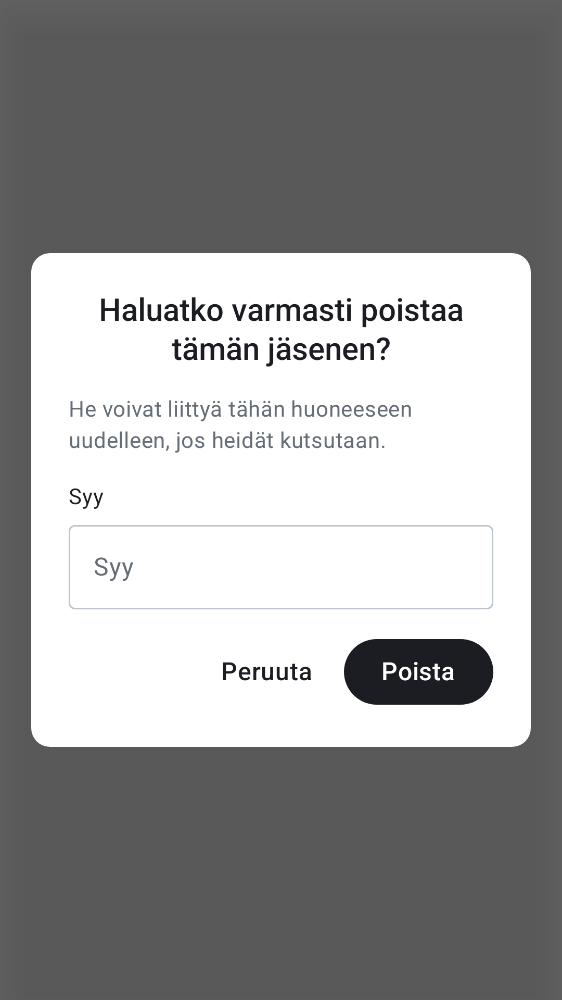 Haluatko varmasti poistaa
tämän jäsenen?
He voivat liittyä tähän huoneeseen
uudelleen, jos heidät kutsutaan.
Syy
Syy
Peruuta
Poista